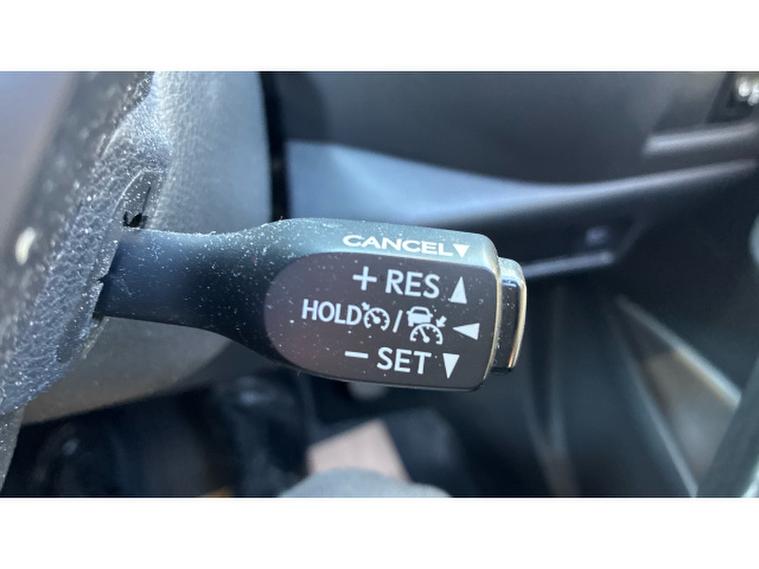 CANCEL▼
+ RES ▲
HOLD / ◄
− SET ▼